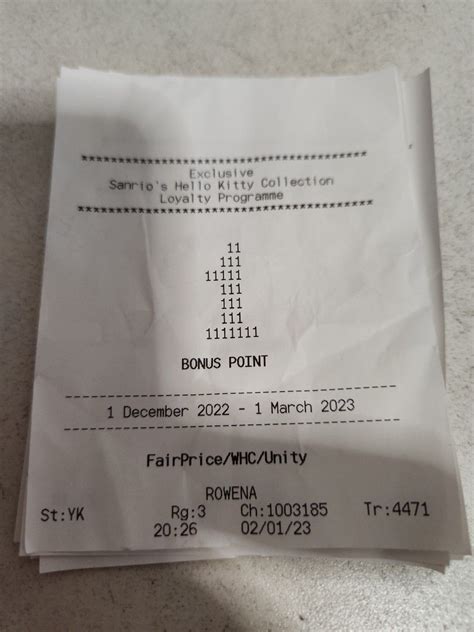 ****************************************
Exclusive
Sanrio's Hello Kitty Collection
Loyalty Programme
****************************************
11
111
11111
111
111
111
1111111
BONUS POINT
----------------------------------------
1 December 2022 - 1 March 2023
----------------------------------------
FairPrice/WHC/Unity
ROWENA
St:YK Rg:3 Ch:1003185 Tr:4471
20:26 02/01/23